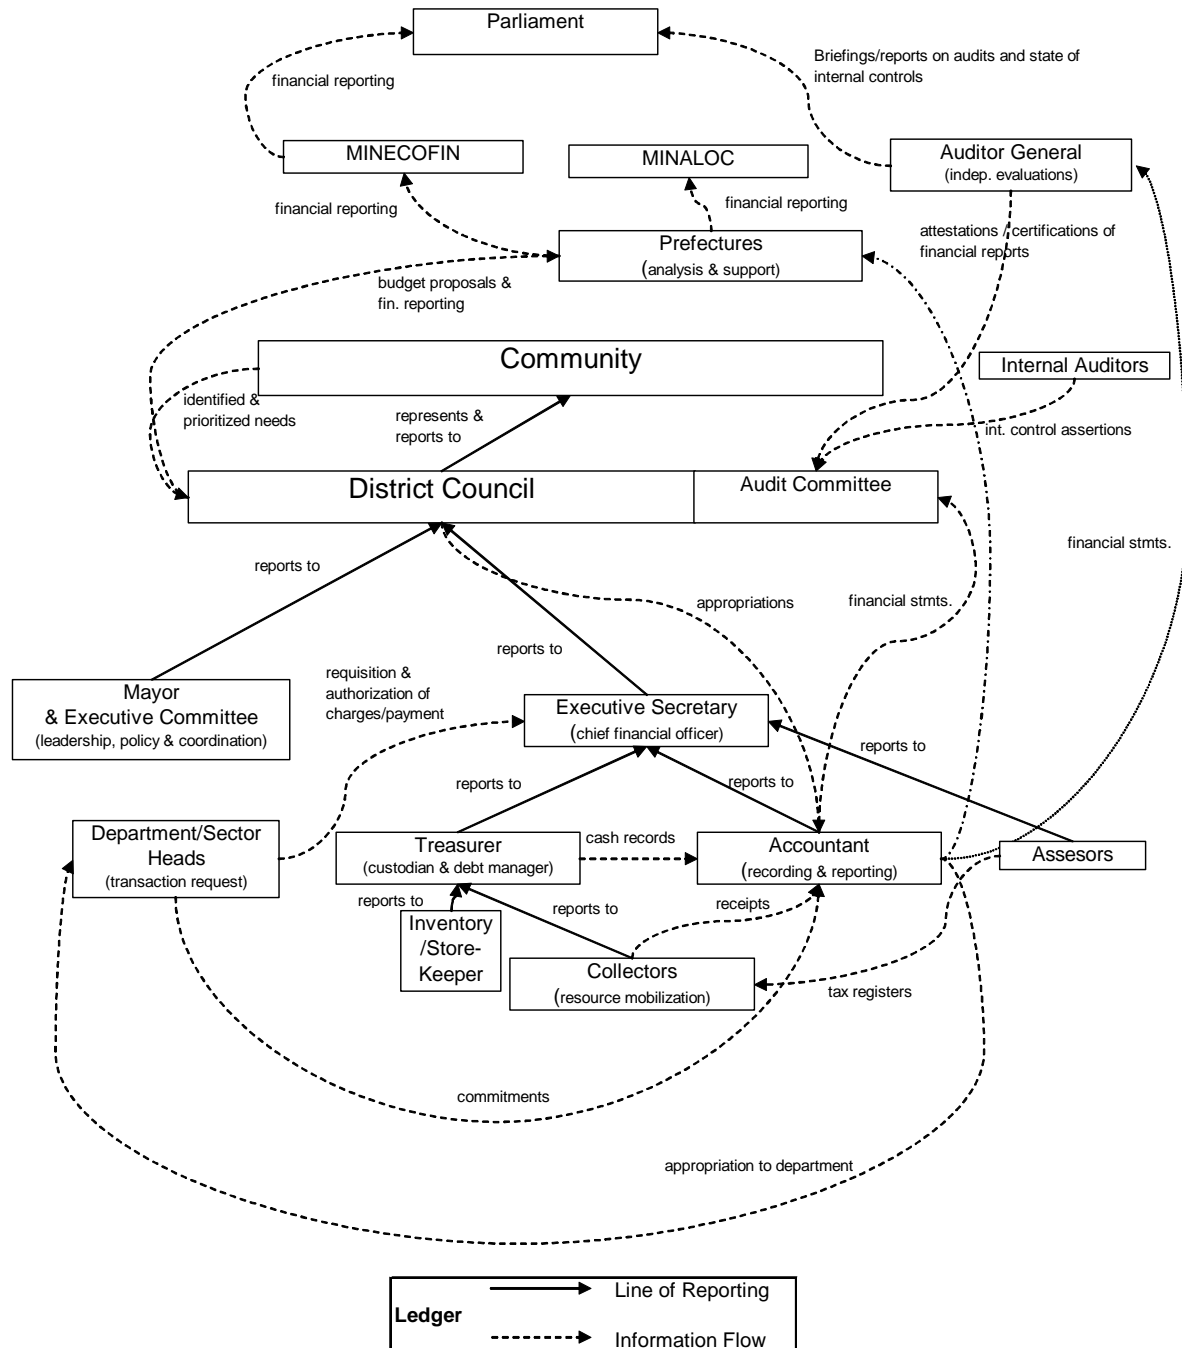 Parliament
Briefings/reports on audits and state of
internal controls
financial reporting
MINECOFIN
MINALOC
Auditor General
(indep. evaluations)
financial reporting
financial reporting
attestations / certifications of
financial reports
Prefectures
(analysis & support)
budget proposals &
fin. reporting
Community
Internal Auditors
identified &
prioritized needs
represents &
reports to
int. control assertions
District Council
Audit Committee
financial stmts.
reports to
appropriations
financial stmts.
reports to
requisition &
authorization of
charges/payment
Mayor
& Executive Committee
(leadership, policy & coordination)
Executive Secretary
(chief financial officer)
reports to
reports to
reports to
Department/Sector
Heads
(transaction request)
Treasurer
(custodian & debt manager)
cash records
Accountant
(recording & reporting)
Assesors
reports to
reports to
receipts
Inventory
/Store-
Keeper
Collectors
(resource mobilization)
tax registers
commitments
appropriation to department
Ledger
Line of Reporting
Information Flow